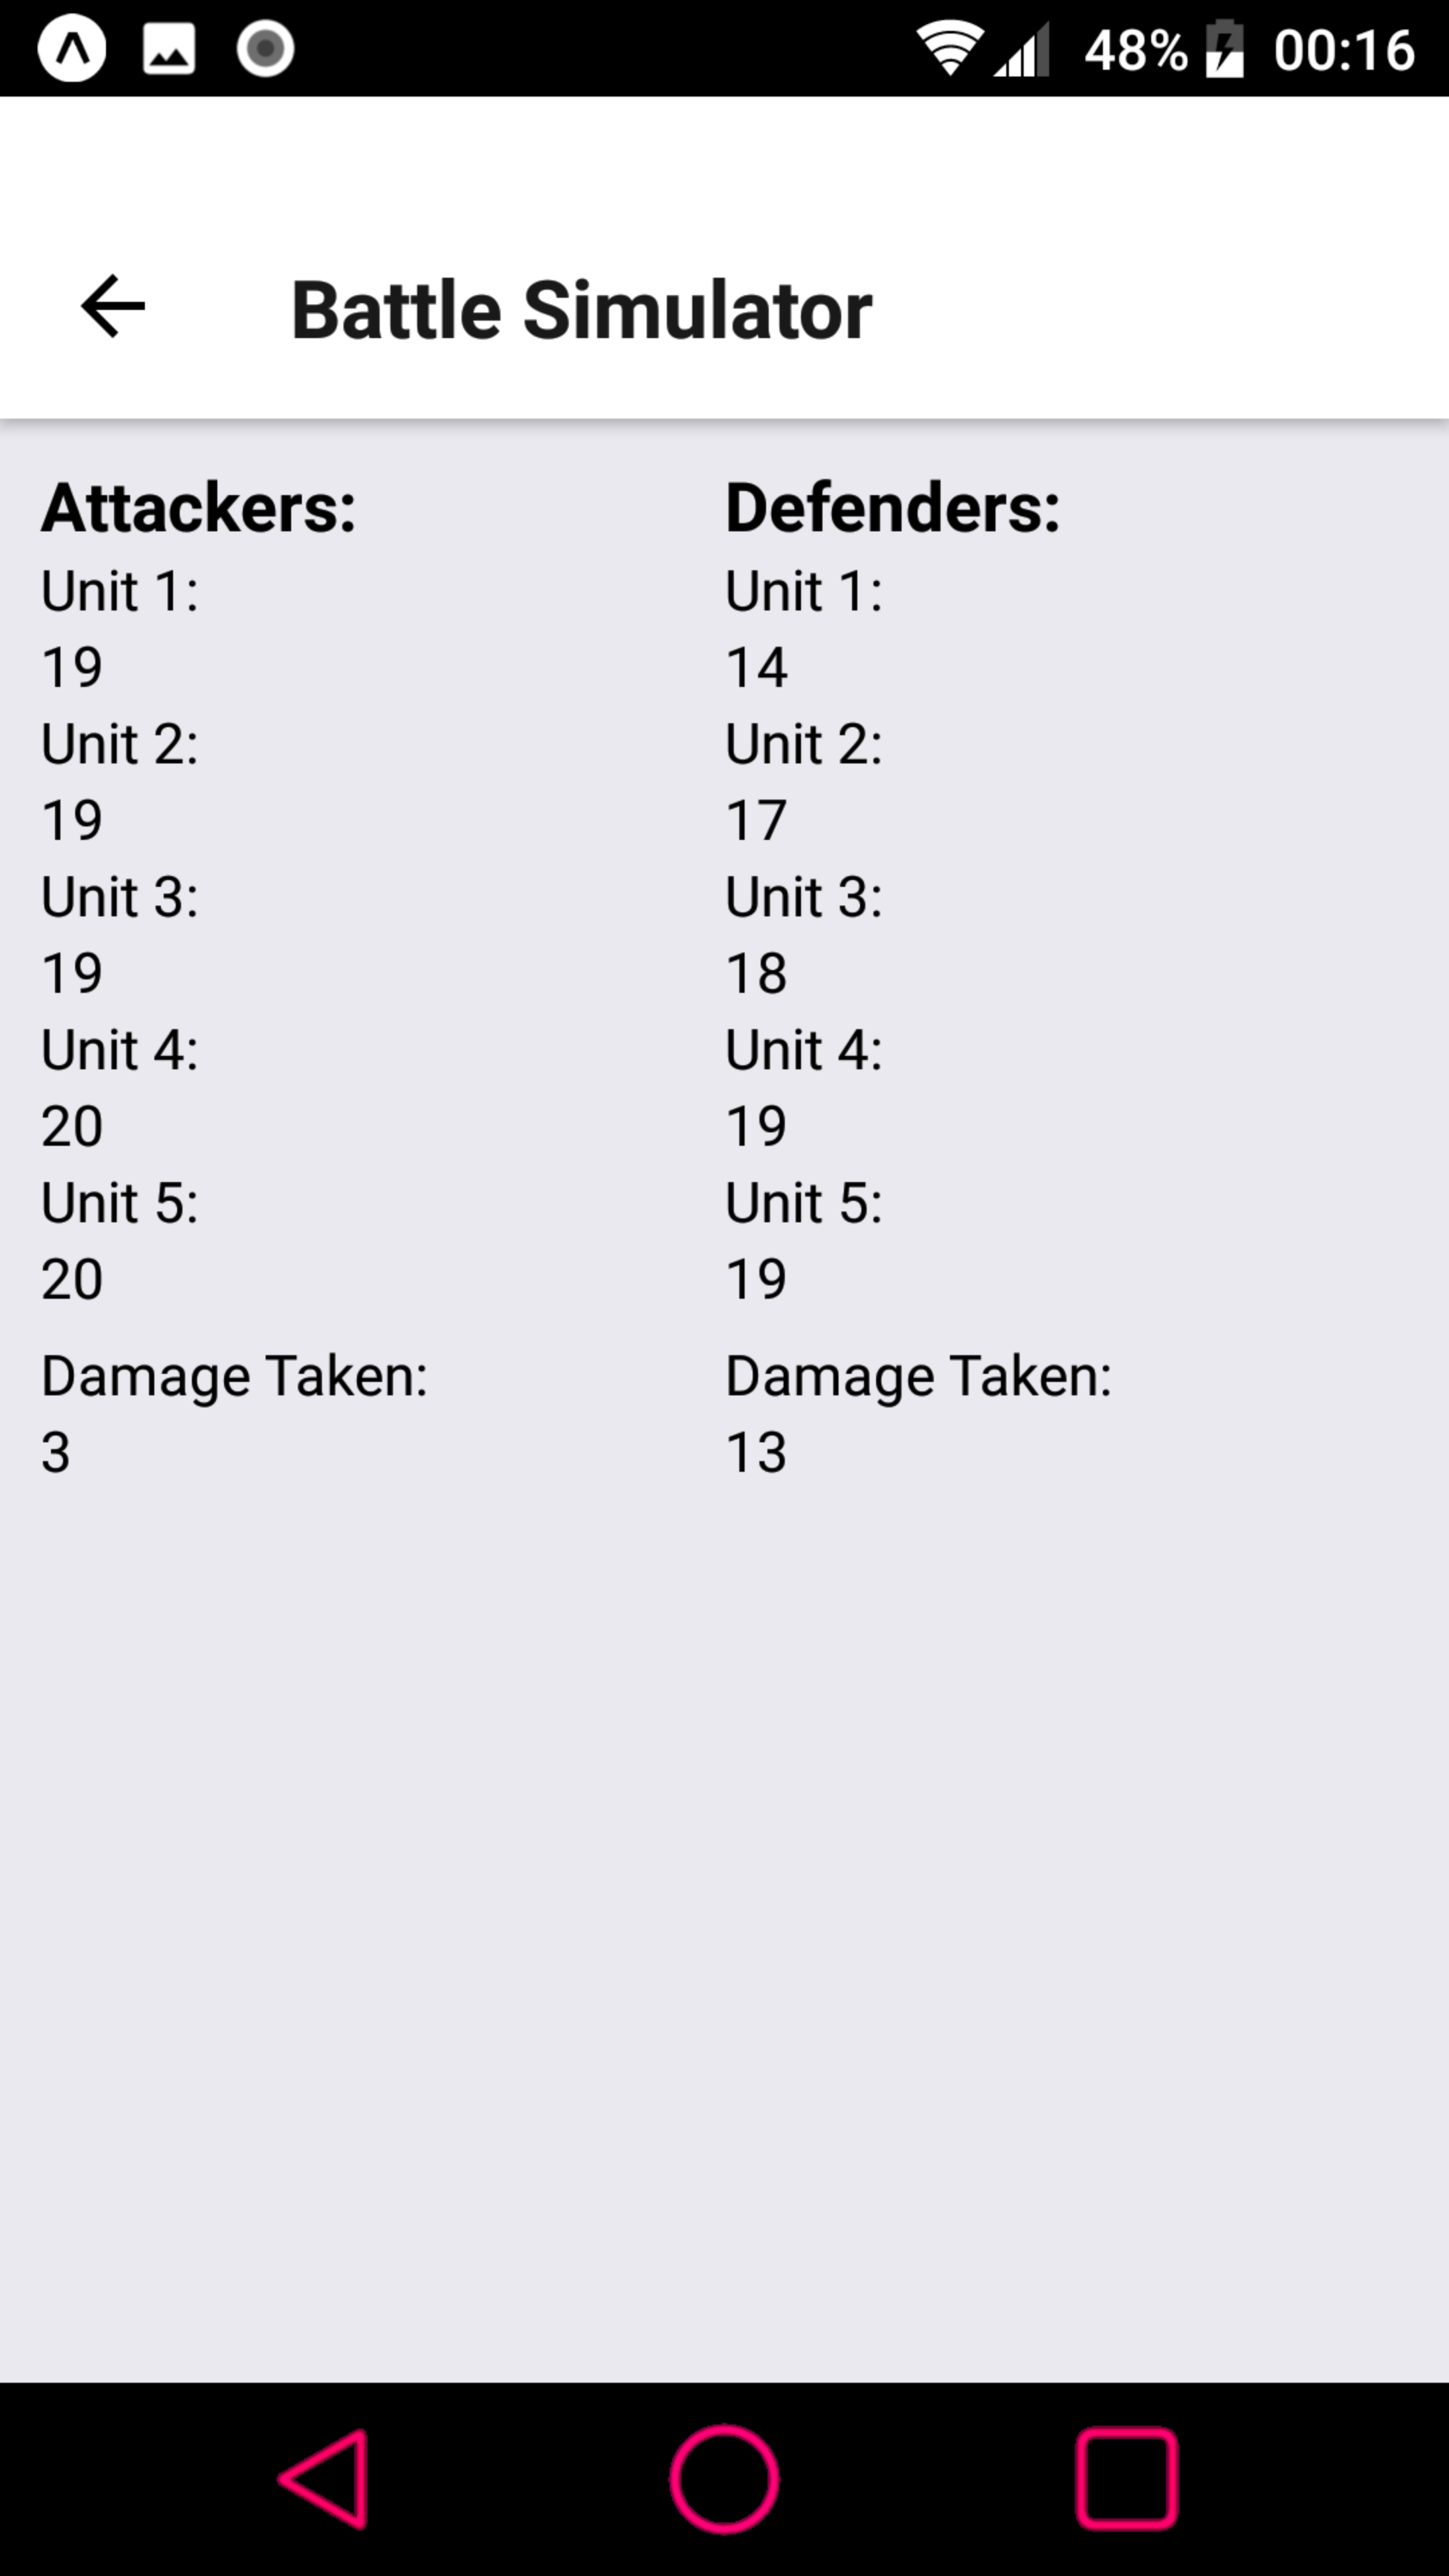 48% 00:16
Battle Simulator
Attackers:
Unit 1:
19
Unit 2:
19
Unit 3:
19
Unit 4:
20
Unit 5:
20
Damage Taken:
3
Defenders:
Unit 1:
14
Unit 2:
17
Unit 3:
18
Unit 4:
19
Unit 5:
19
Damage Taken:
13